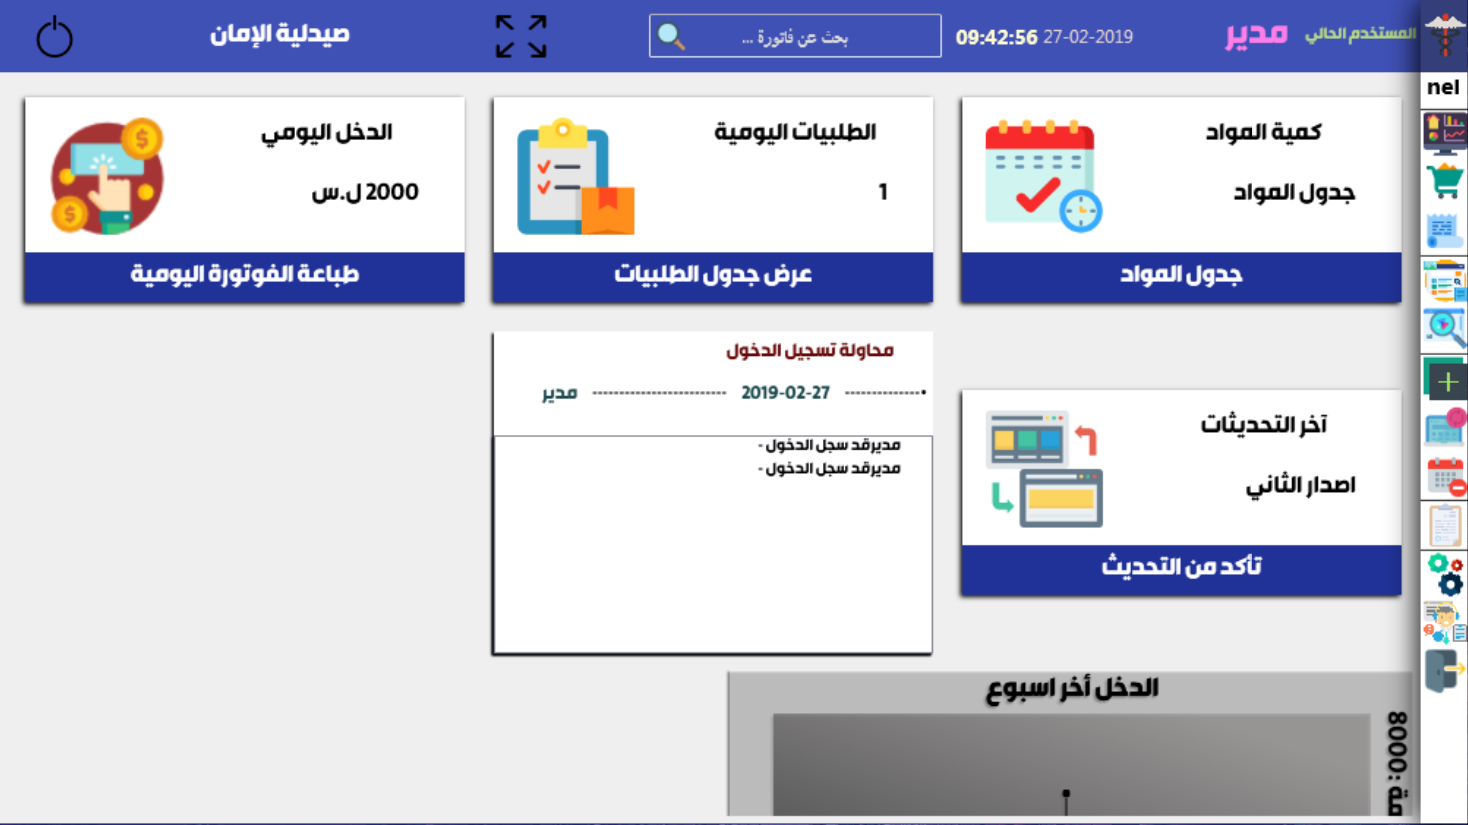 المستخدم الحالي مدير 27-02-2019 09:42:56
بحث عن فاتورة ...
صيدلية الإمان
nel
كمية المواد
جدول المواد
جدول المواد
الطلبيات اليومية
1
عرض جدول الطلبيات
الدخل اليومي
2000 ل.س
طباعة الفوتورة اليومية
آخر التحديثات
اصدار الثاني
تأكد من التحديث
محاولة تسجيل الدخول
•-------------- 2019-02-27 -------------------------- مدير
مديرقد سجل الدخول -
مديرقد سجل الدخول -
الدخل أخر اسبوع
8000: